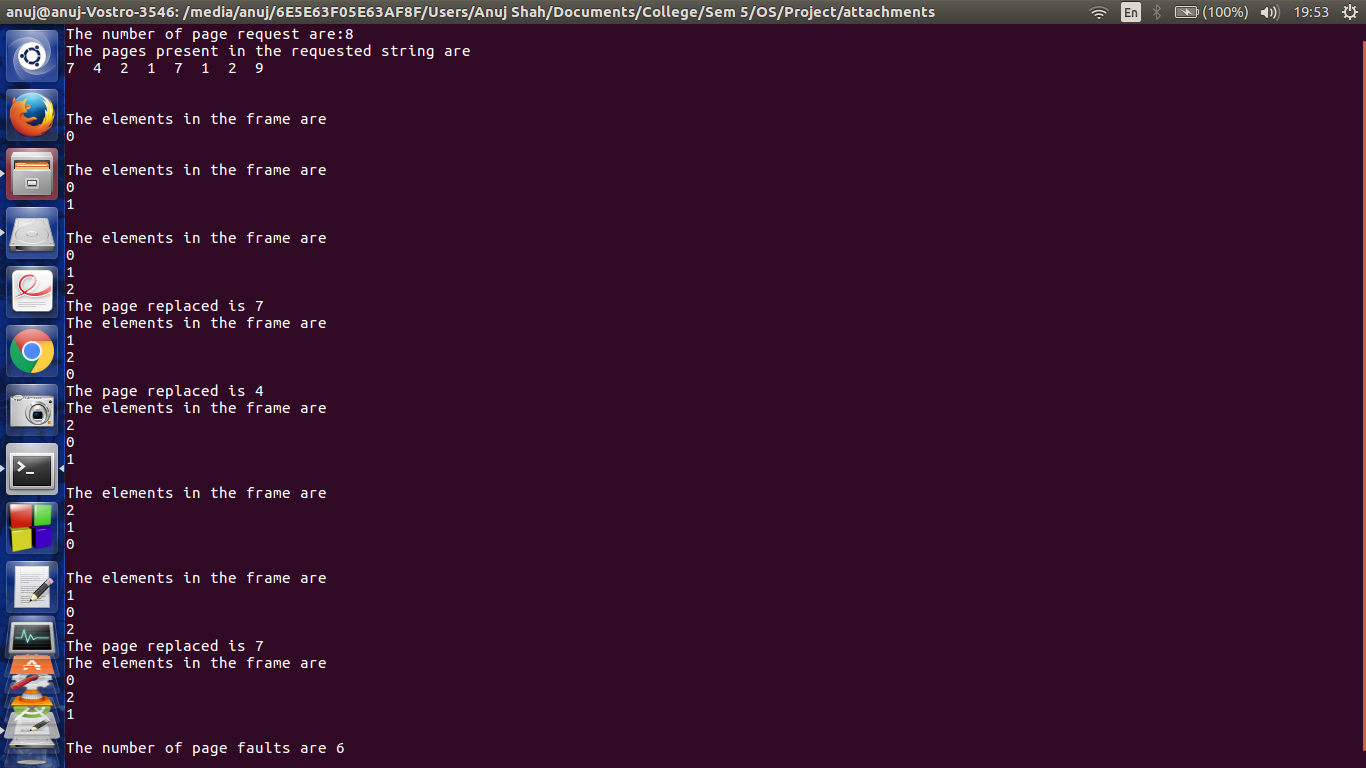 anuj@anuj-Vostro-3546: /media/anuj/6E5E63F05E63AF8F/Users/Anuj Shah/Documents/College/Sem 5/OS/Project/attachments En (100%) 19:53
The number of page request are:8
The pages present in the requested string are
7 4 2 1 7 1 2 9
The elements in the frame are
0
The elements in the frame are
0
1
The elements in the frame are
0
1
2
The page replaced is 7
The elements in the frame are
1
2
0
The page replaced is 4
The elements in the frame are
2
0
1
The elements in the frame are
2
1
0
The elements in the frame are
1
0
2
The page replaced is 7
The elements in the frame are
0
2
1
The number of page faults are 6